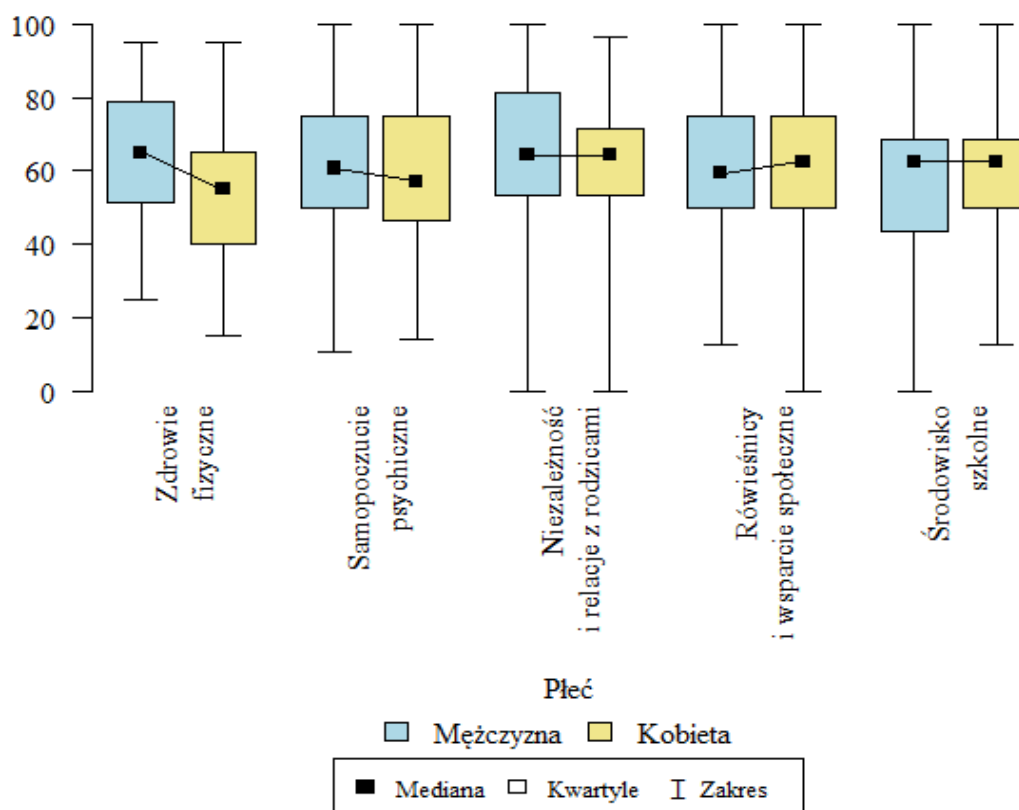 100
80
60
40
20
0
Zdrowie
fizyczne
Samopoczucie
psychiczne
Niezależność
i relacje z rodzicami
Rówieśnicy
i wsparcie społeczne
Środowisko
szkolne
Płeć
Mężczyzna Kobieta
Mediana Kwartyle Zakres